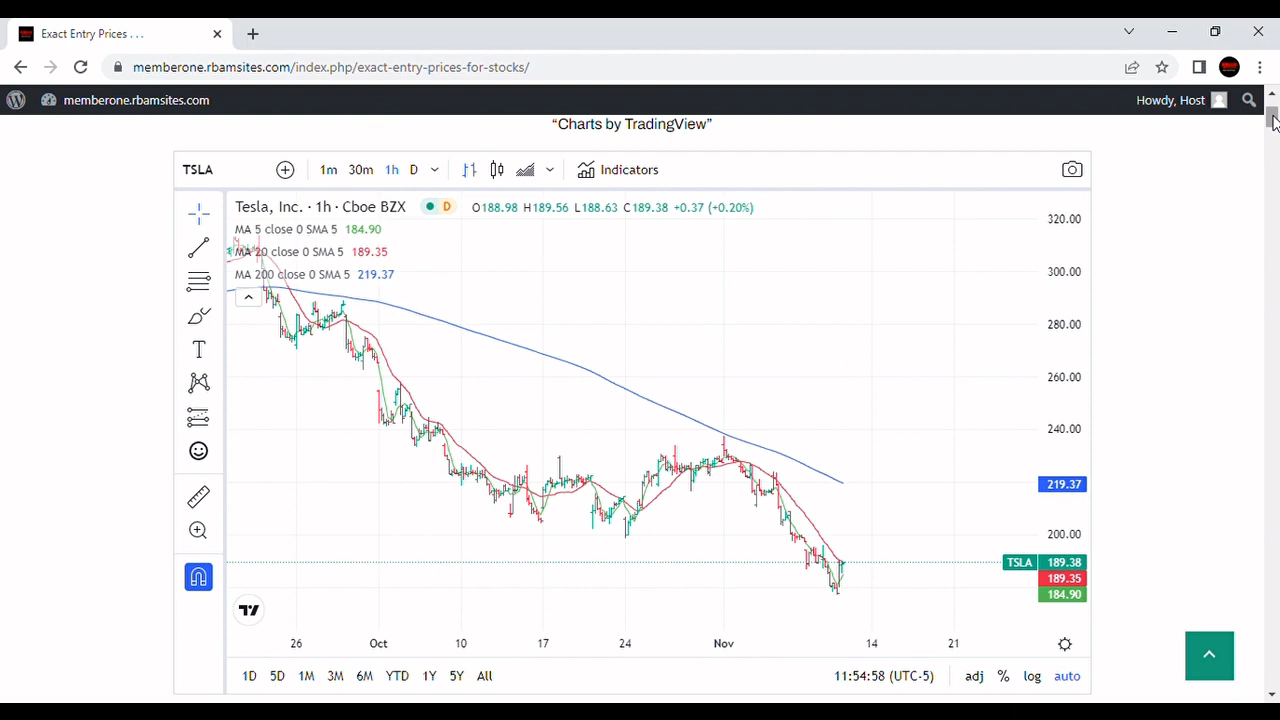 Exact Entry Prices . . .
memberone.rbamsites.com/index.php/exact-entry-prices-for-stocks/
memberone.rbamsites.com
Howdy, Host
“Charts by TradingView”
TSLA 1m 30m 1h D Indicators
Tesla, Inc. · 1h · Cboe BZX D O188.98 H189.56 L188.63 C189.38 +0.37 (+0.20%)
MA 5 close 0 SMA 5 184.90
MA 20 close 0 SMA 5 189.35
MA 200 close 0 SMA 5 219.37
320.00
300.00
280.00
260.00
240.00
219.37
200.00
TSLA 189.38
189.35
184.90
26 Oct 10 17 24 Nov 14 21
1D 5D 1M 3M 6M YTD 1Y 5Y All 11:54:58 (UTC-5) adj % log auto